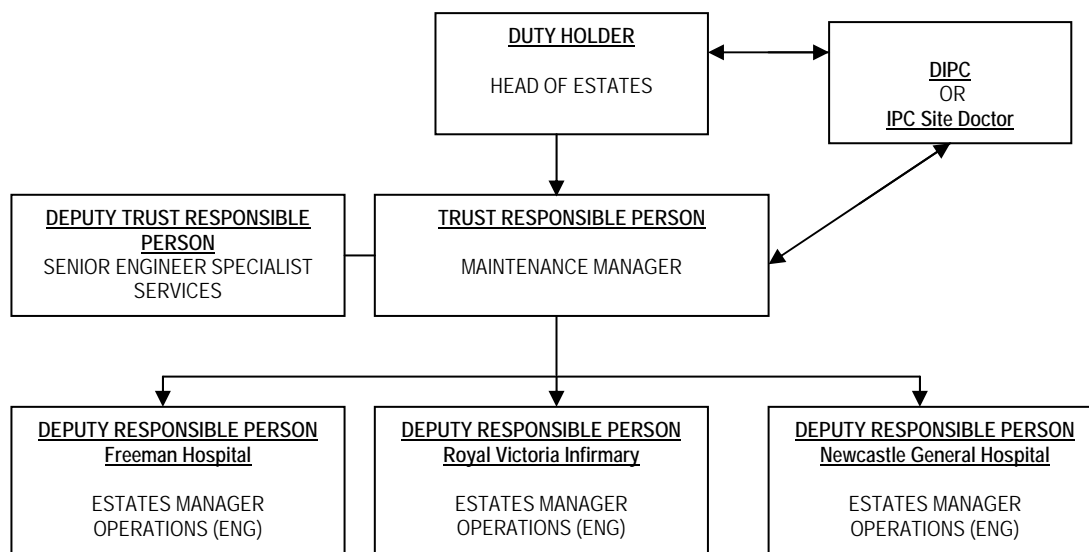 DUTY HOLDER
HEAD OF ESTATES
DIPC
OR
IPC Site Doctor
DEPUTY TRUST RESPONSIBLE
PERSON
SENIOR ENGINEER SPECIALIST
SERVICES
TRUST RESPONSIBLE PERSON
MAINTENANCE MANAGER
DEPUTY RESPONSIBLE PERSON
Freeman Hospital
ESTATES MANAGER
OPERATIONS (ENG)
DEPUTY RESPONSIBLE PERSON
Royal Victoria Infirmary
ESTATES MANAGER
OPERATIONS (ENG)
DEPUTY RESPONSIBLE PERSON
Newcastle General Hospital
ESTATES MANAGER
OPERATIONS (ENG)